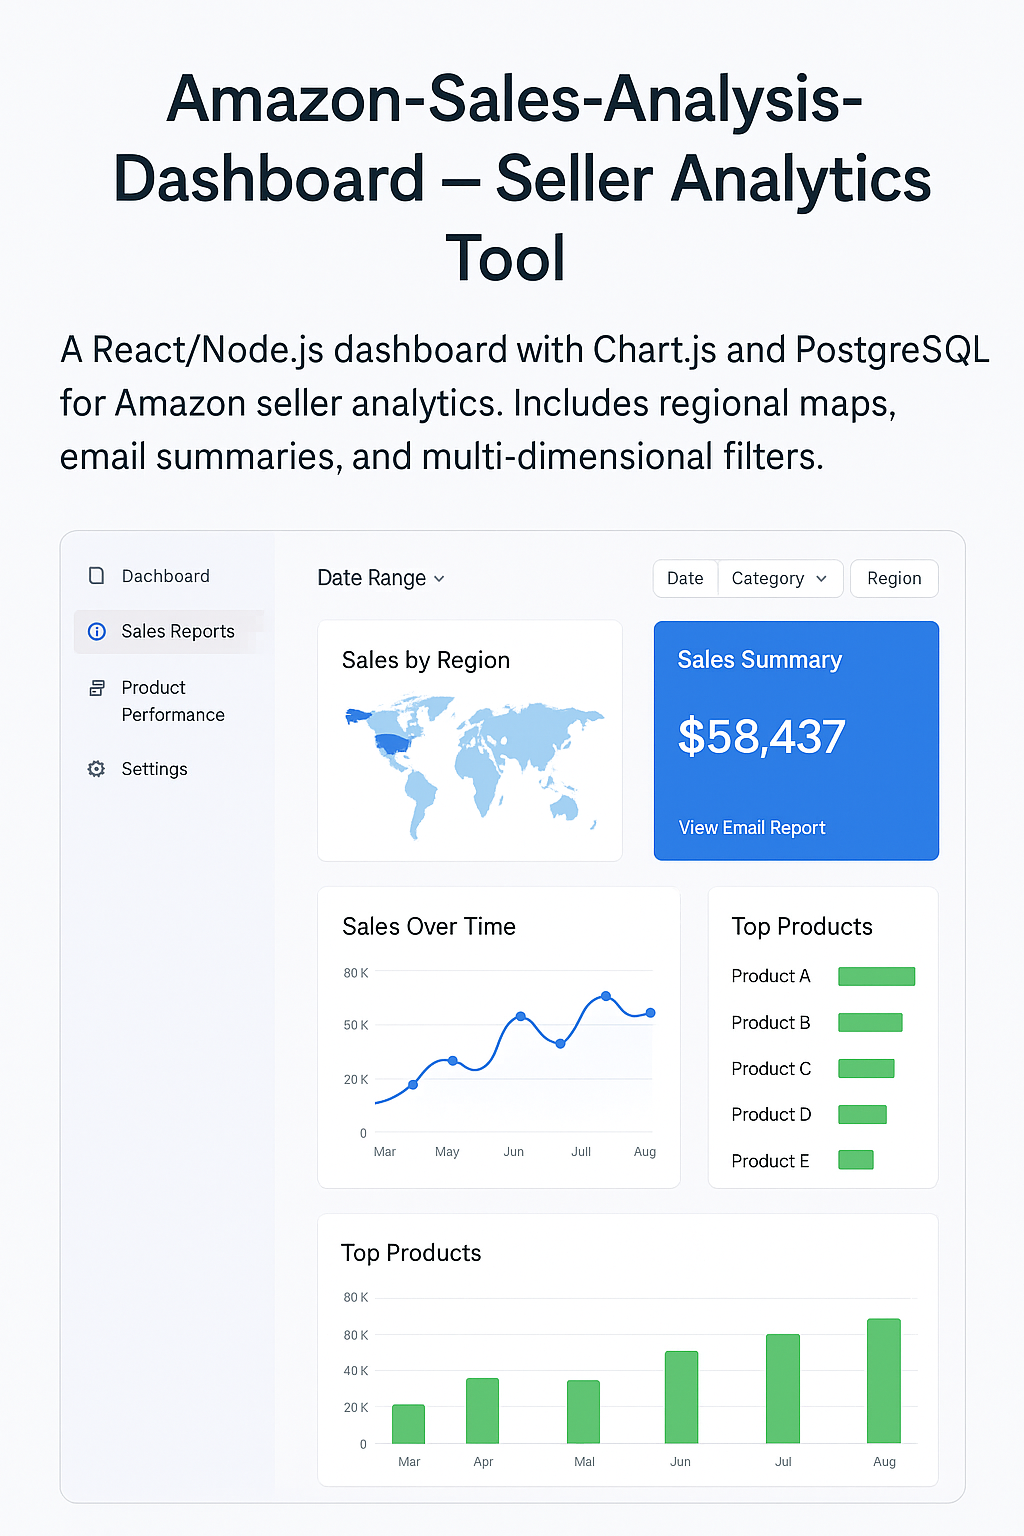 Amazon-Sales-Analysis-
Dashboard – Seller Analytics
Tool
A React/Node.js dashboard with Chart.js and PostgreSQL
for Amazon seller analytics. Includes regional maps,
email summaries, and multi-dimensional filters.
Dachboard
Sales Reports
Product
Performance
Settings
Date Range
Date
Category
Region
Sales by Region
Sales Summary
$58,437
View Email Report
Sales Over Time
80 K
50 K
20 K
0
Mar
May
Jun
Jull
Aug
Top Products
Product A
Product B
Product C
Product D
Product E
Top Products
80 K
80 K
40 K
20 K
0
Mar
Apr
Mal
Jun
Jul
Aug